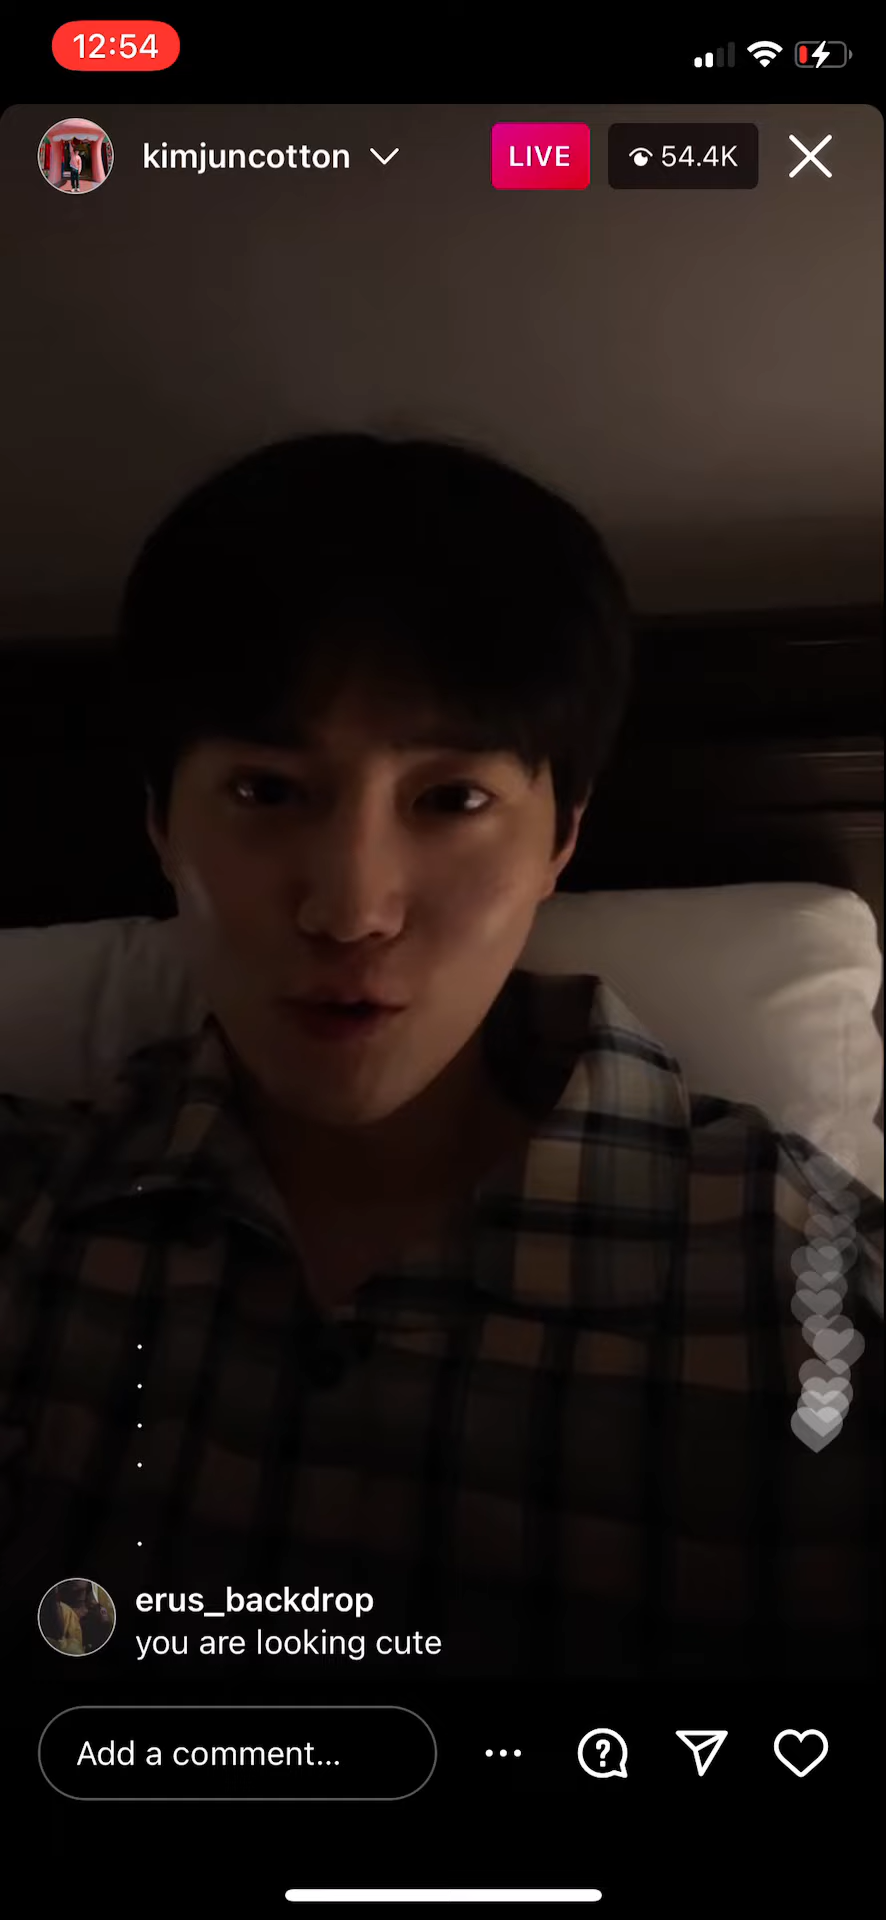 12:54
kimjuncotton
LIVE
54.4K
.
.
.
.
.
.
erus_backdrop
you are looking cute
Add a comment...